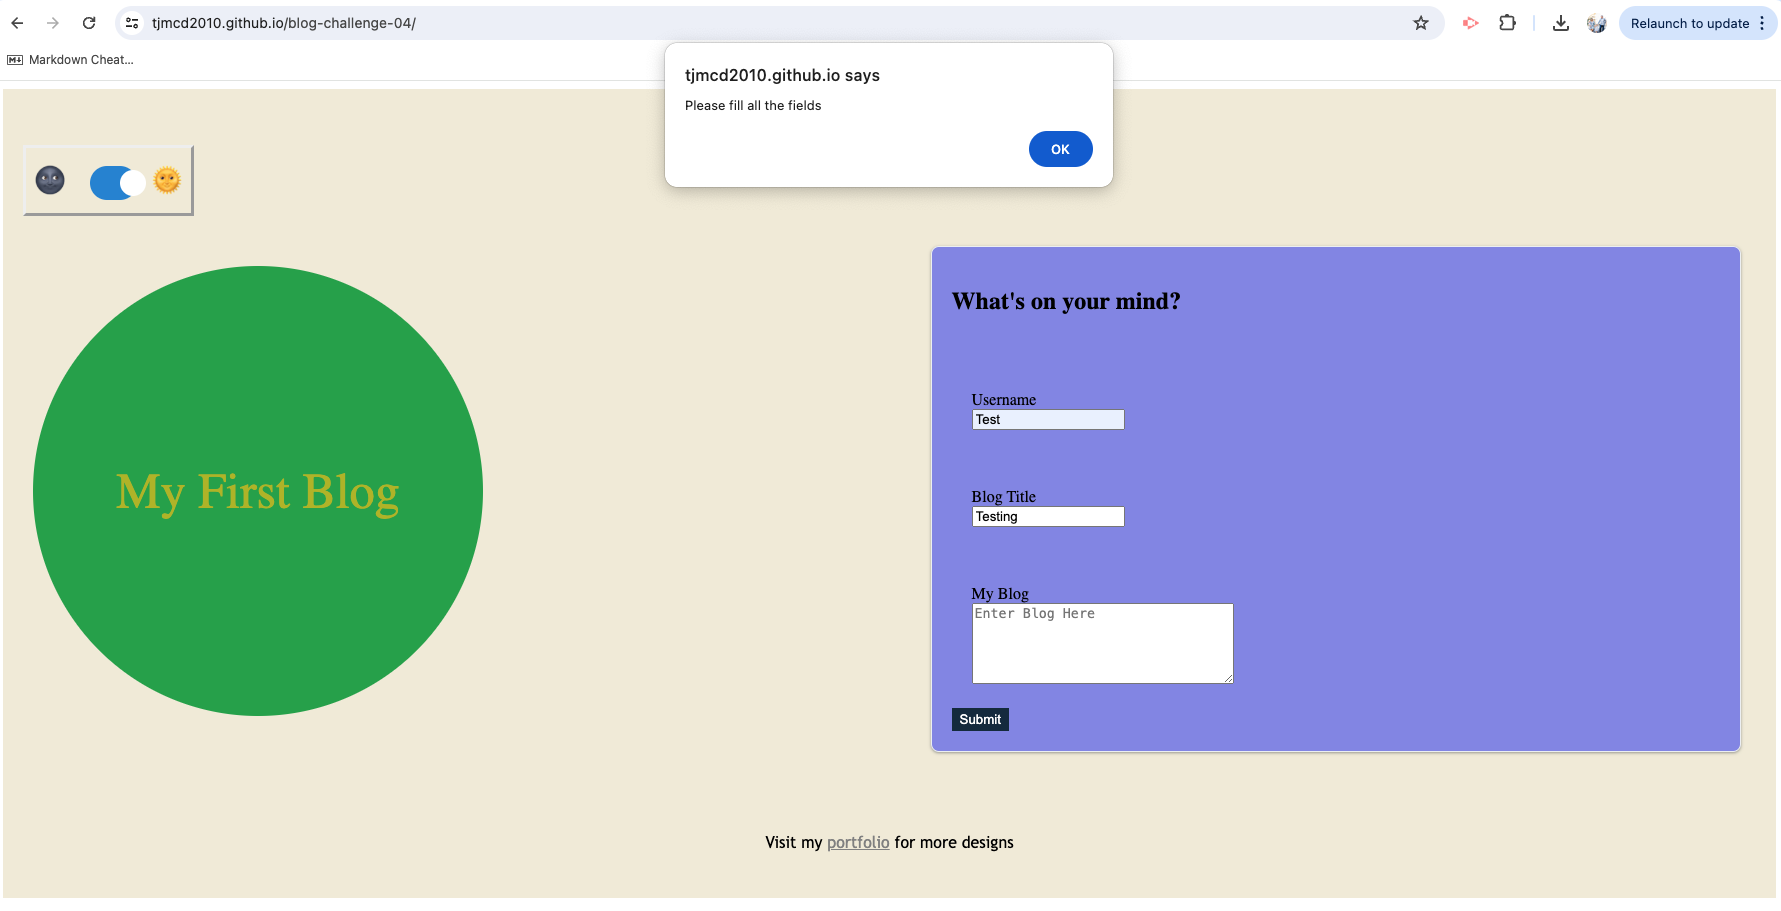 tjmcd2010.github.io/blog-challenge-04/
Relaunch to update
Markdown Cheat...
tjmcd2010.github.io says
Please fill all the fields
OK
My First Blog
What's on your mind?
Username
Test
Blog Title
Testing
My Blog
Enter Blog Here
Submit
Visit my portfolio for more designs